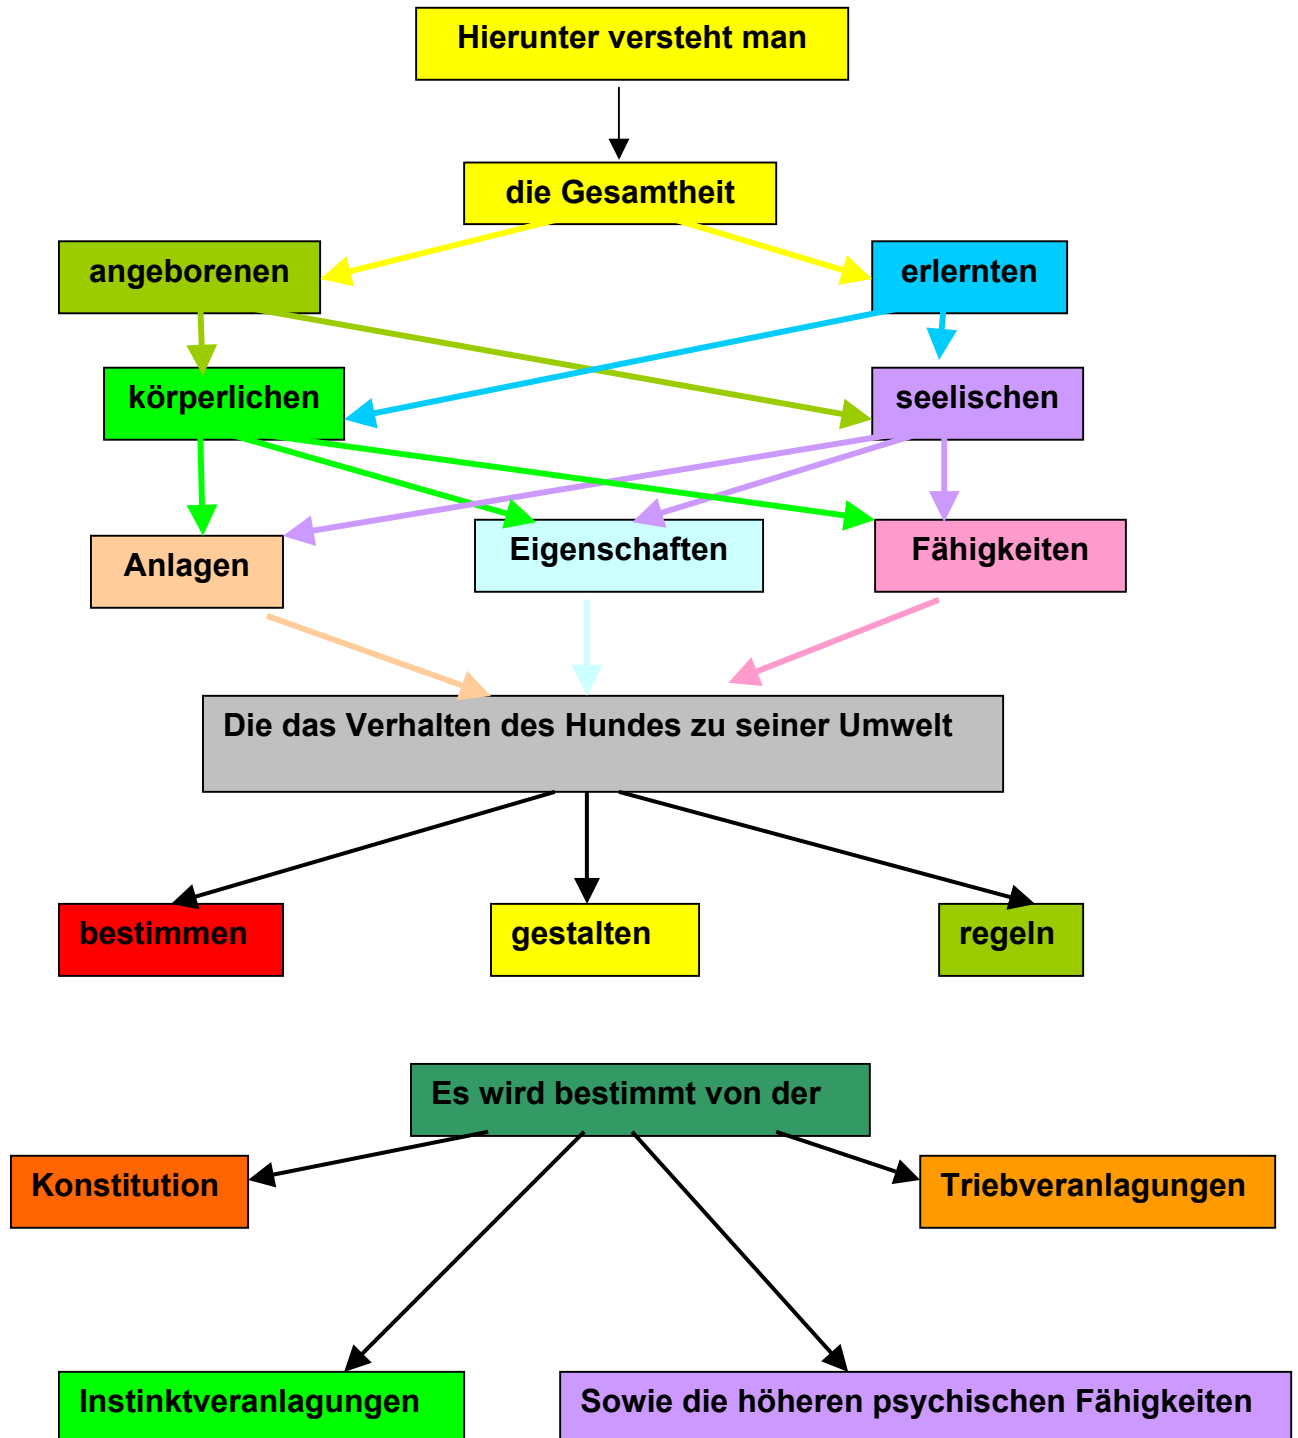 Hierunter versteht man
die Gesamtheit
angeborenen
erlernten
körperlichen
seelischen
Anlagen
Eigenschaften
Fähigkeiten
Die das Verhalten des Hundes zu seiner Umwelt
bestimmen
gestalten
regeln
Es wird bestimmt von der
Konstitution
Triebveranlagungen
Instinktveranlagungen
Sowie die höheren psychischen Fähigkeiten